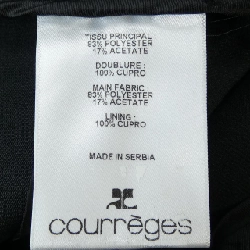 TISSU PRINCIPAL
83% POLYESTER
17% ACETATE
DOUBLURE :
100% CUPRO
MAIN FABRIC
83% POLYESTER
17% ACETATE
LINING :
100% CUPRO
MADE IN SERBIA
courrèges